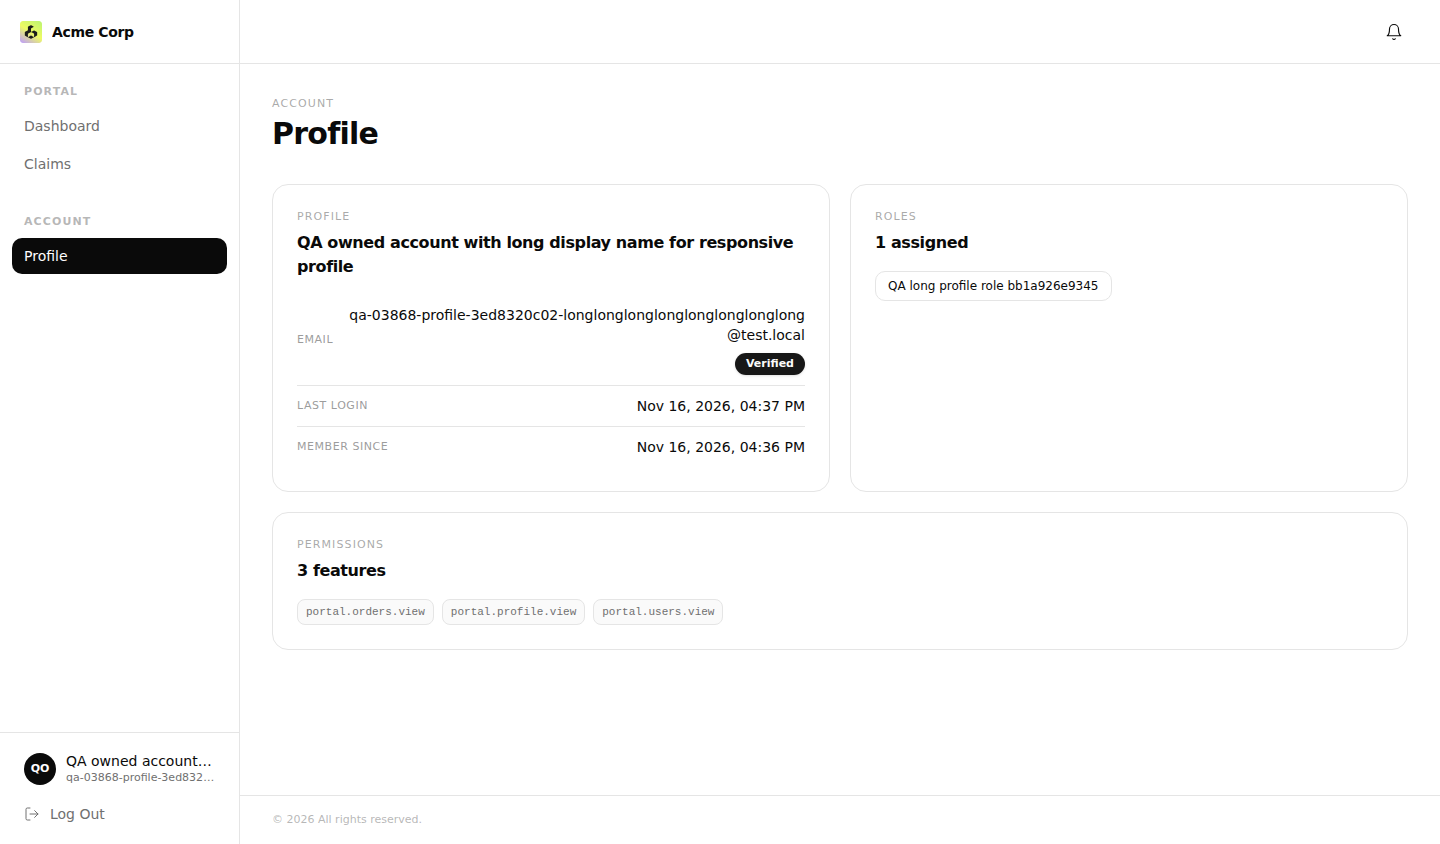 Acme Corp
PORTAL
Dashboard
Claims
ACCOUNT
Profile
QO
QA owned account...
qa-03868-profile-3ed832...
Log Out
ACCOUNT
Profile
PROFILE
QA owned account with long display name for responsive
profile
EMAIL
qa-03868-profile-3ed8320c02-longlonglonglonglonglonglonglong
@test.local
Verified
LAST LOGIN
Nov 16, 2026, 04:37 PM
MEMBER SINCE
Nov 16, 2026, 04:36 PM
ROLES
1 assigned
QA long profile role bb1a926e9345
PERMISSIONS
3 features
portal.orders.view
portal.profile.view
portal.users.view
© 2026 All rights reserved.